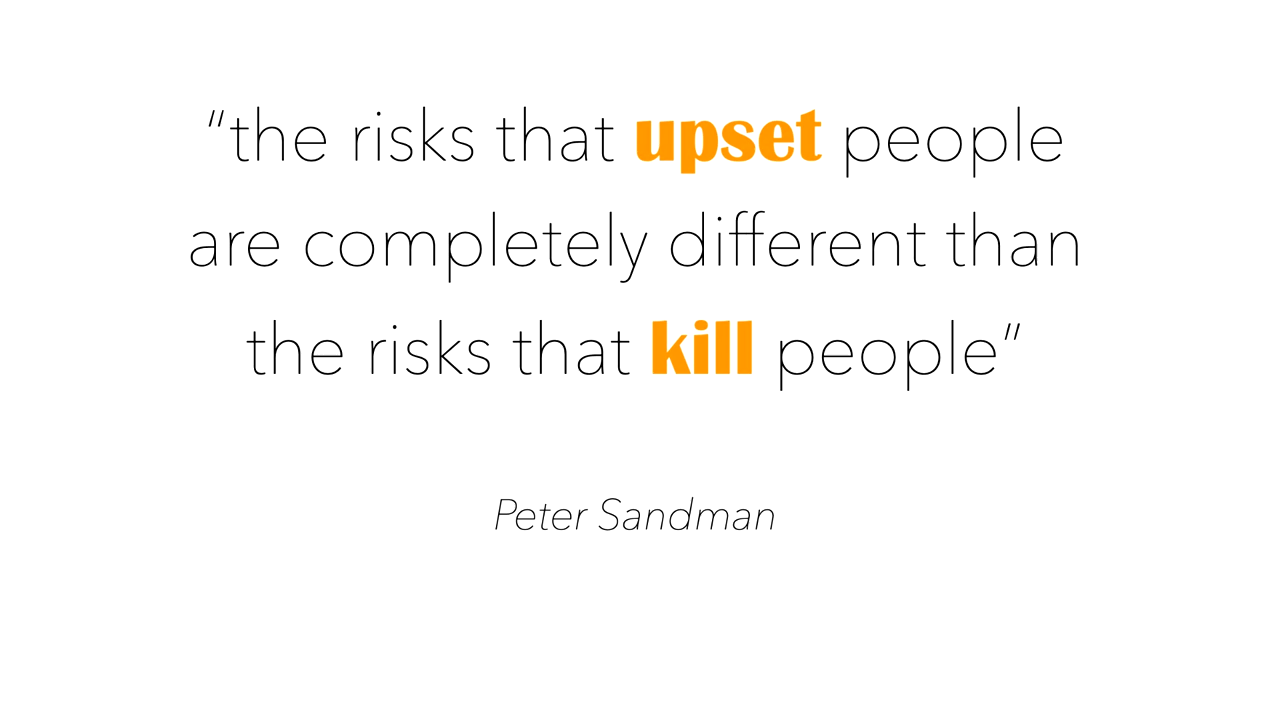 “the risks that upset people
are completely different than
the risks that kill people”
Peter Sandman